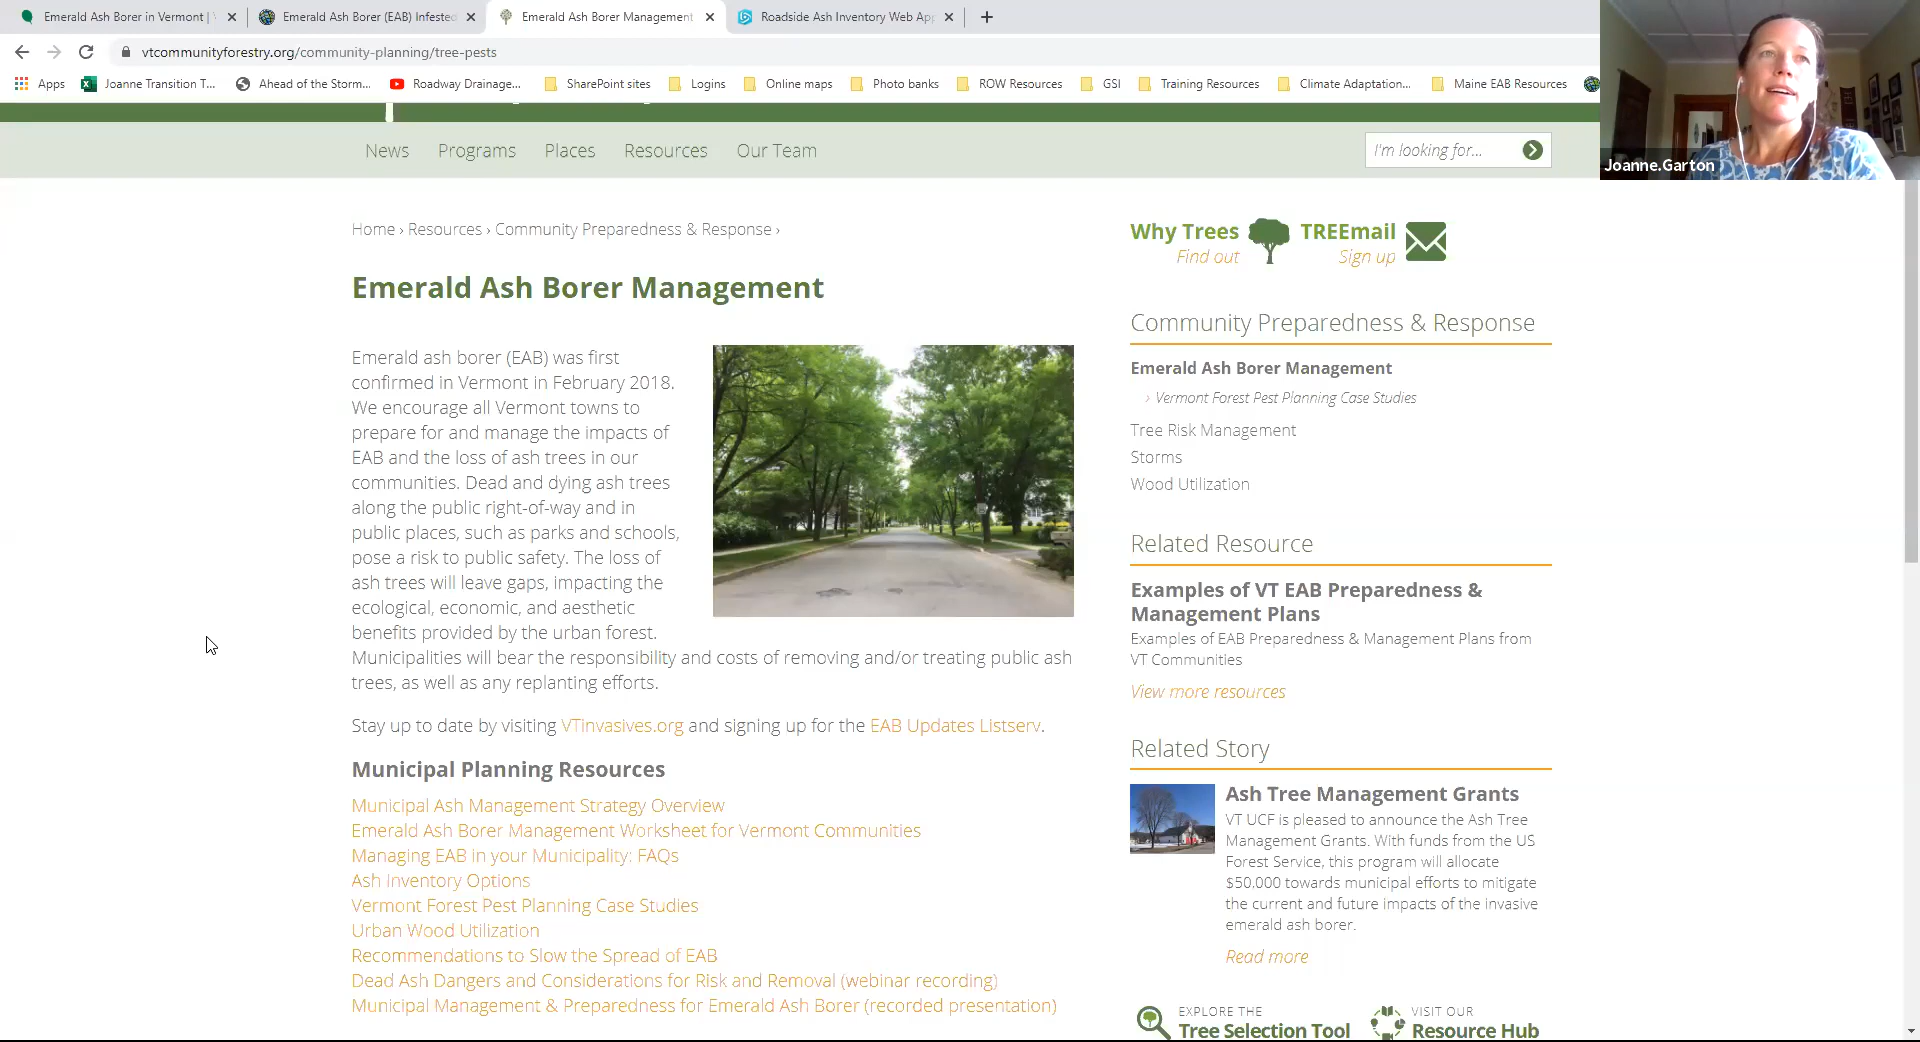 Emerald Ash Borer in Vermont |
Emerald Ash Borer (EAB) Infested
Emerald Ash Borer Management
Roadside Ash Inventory Web App
vtcommunityforestry.org/community-planning/tree-pests
Apps
Joanne Transition T...
Ahead of the Storm...
Roadway Drainage...
SharePoint sites
Logins
Online maps
Photo banks
ROW Resources
GSI
Training Resources
Climate Adaptation...
Maine EAB Resources
Joanne.Garton
News
Programs
Places
Resources
Our Team
I'm looking for...
Home › Resources › Community Preparedness & Response ›
Emerald Ash Borer Management
Emerald ash borer (EAB) was first
confirmed in Vermont in February 2018.
We encourage all Vermont towns to
prepare for and manage the impacts of
EAB and the loss of ash trees in our
communities. Dead and dying ash trees
along the public right-of-way and in
public places, such as parks and schools,
pose a risk to public safety. The loss of
ash trees will leave gaps, impacting the
ecological, economic, and aesthetic
benefits provided by the urban forest.
Municipalities will bear the responsibility and costs of removing and/or treating public ash
trees, as well as any replanting efforts.
Stay up to date by visiting VTinvasives.org and signing up for the EAB Updates Listserv.
Municipal Planning Resources
Municipal Ash Management Strategy Overview
Emerald Ash Borer Management Worksheet for Vermont Communities
Managing EAB in your Municipality: FAQs
Ash Inventory Options
Vermont Forest Pest Planning Case Studies
Urban Wood Utilization
Recommendations to Slow the Spread of EAB
Dead Ash Dangers and Considerations for Risk and Removal (webinar recording)
Municipal Management & Preparedness for Emerald Ash Borer (recorded presentation)
Why Trees
Find out
TREEmail
Sign up
Community Preparedness & Response
Emerald Ash Borer Management
› Vermont Forest Pest Planning Case Studies
Tree Risk Management
Storms
Wood Utilization
Related Resource
Examples of VT EAB Preparedness &
Management Plans
Examples of EAB Preparedness & Management Plans from
VT Communities
View more resources
Related Story
Ash Tree Management Grants
VT UCF is pleased to announce the Ash Tree
Management Grants. With funds from the US
Forest Service, this program will allocate
$50,000 towards municipal efforts to mitigate
the current and future impacts of the invasive
emerald ash borer.
Read more
EXPLORE THE
Tree Selection Tool
VISIT OUR
Resource Hub